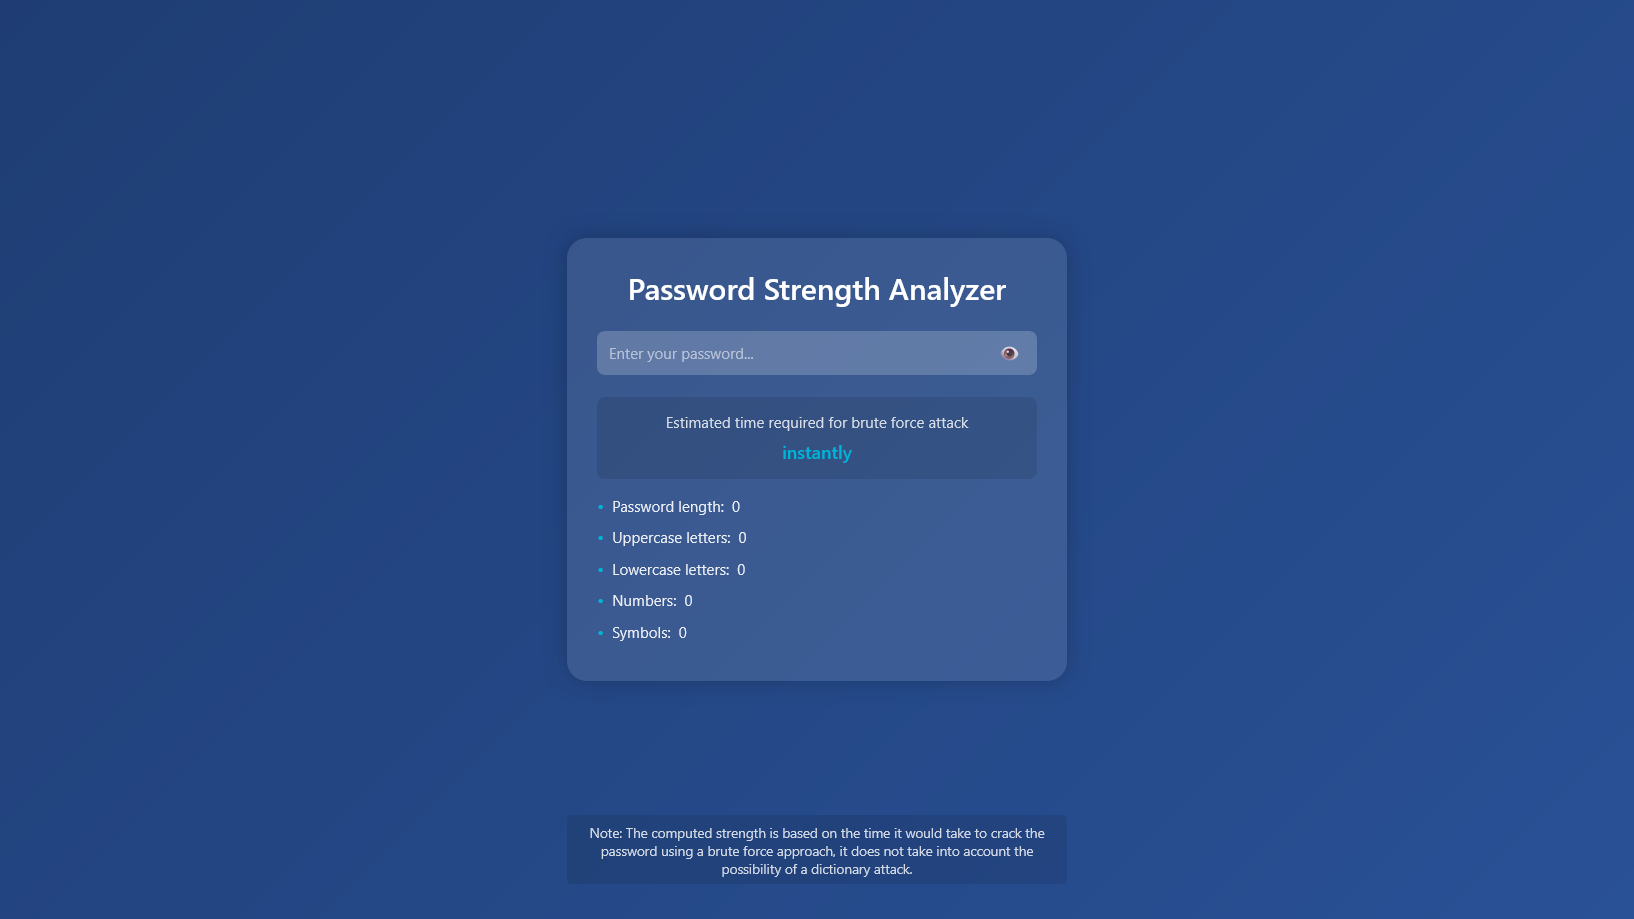 Password Strength Analyzer
Enter your password...
Estimated time required for brute force attack
instantly
• Password length: 0
• Uppercase letters: 0
• Lowercase letters: 0
• Numbers: 0
• Symbols: 0
Note: The computed strength is based on the time it would take to crack the
password using a brute force approach, it does not take into account the
possibility of a dictionary attack.